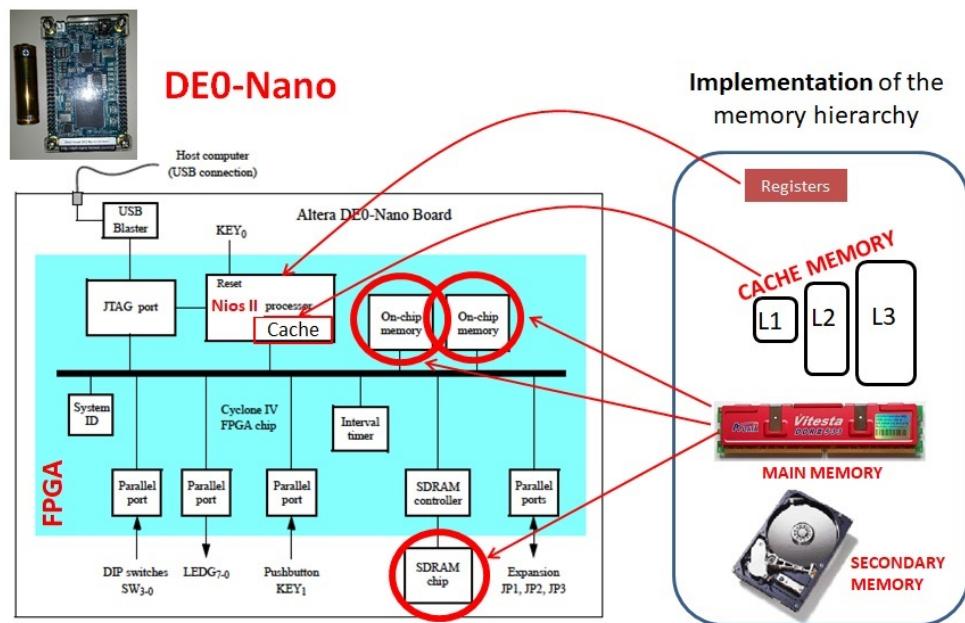 DE0-Nano
Implementation of the
memory hierarchy
Host computer
(USB connection)
Registers
USB
Blaster
Altera DE0-Nano Board
KEY0
CACHE MEMORY
Reset
Nios II processor
Cache
JTAG port
On-chip
memory
On-chip
memory
L1
L2
L3
System
ID
Cyclone IV
FPGA chip
Interval
timer
Vitesta
MAIN MEMORY
FPGA
Parallel
port
Parallel
port
Parallel
port
SDRAM
controller
Parallel
ports
DIP switches
SW3-0
LEDG7-0
Pushbutton
KEY1
SDRAM
chip
Expansion
JP1, JP2, JP3
SECONDARY
MEMORY